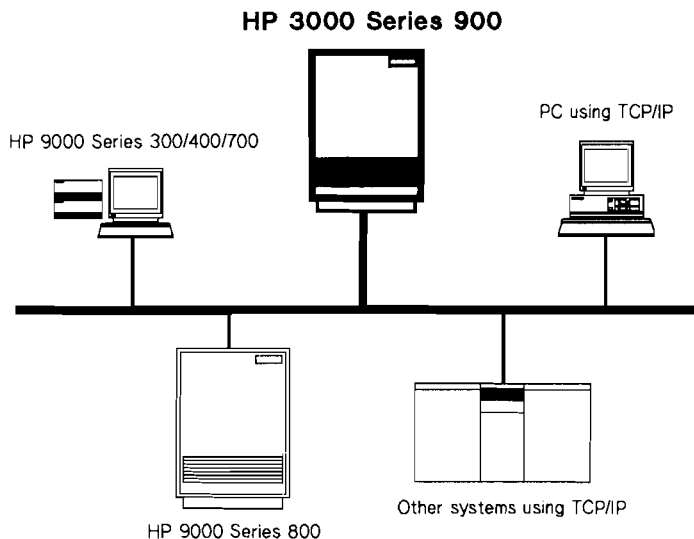 HP 3000 Series 900
HP 9000 Series 300/400/700
PC using TCP/IP
HP 9000 Series 800
Other systems using TCP/IP